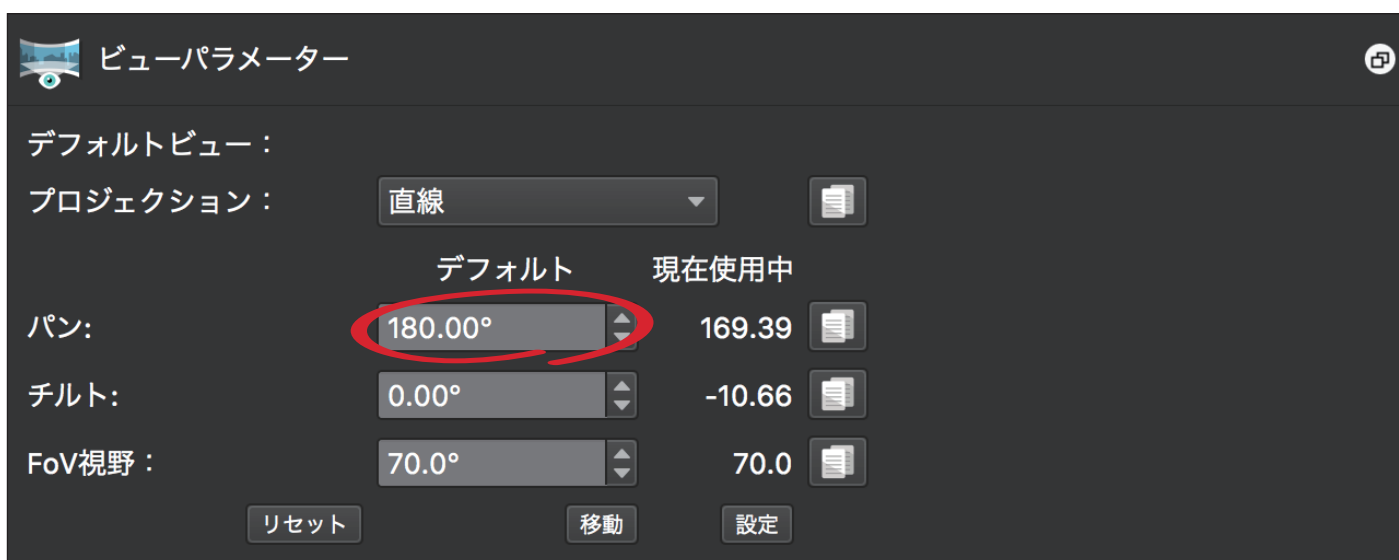 ビューパラメーター
デフォルトビュー：
プロジェクション： 直線
デフォルト 現在使用中
パン: 180.00° 169.39
チルト: 0.00° -10.66
FoV視野： 70.0° 70.0
リセット 移動 設定